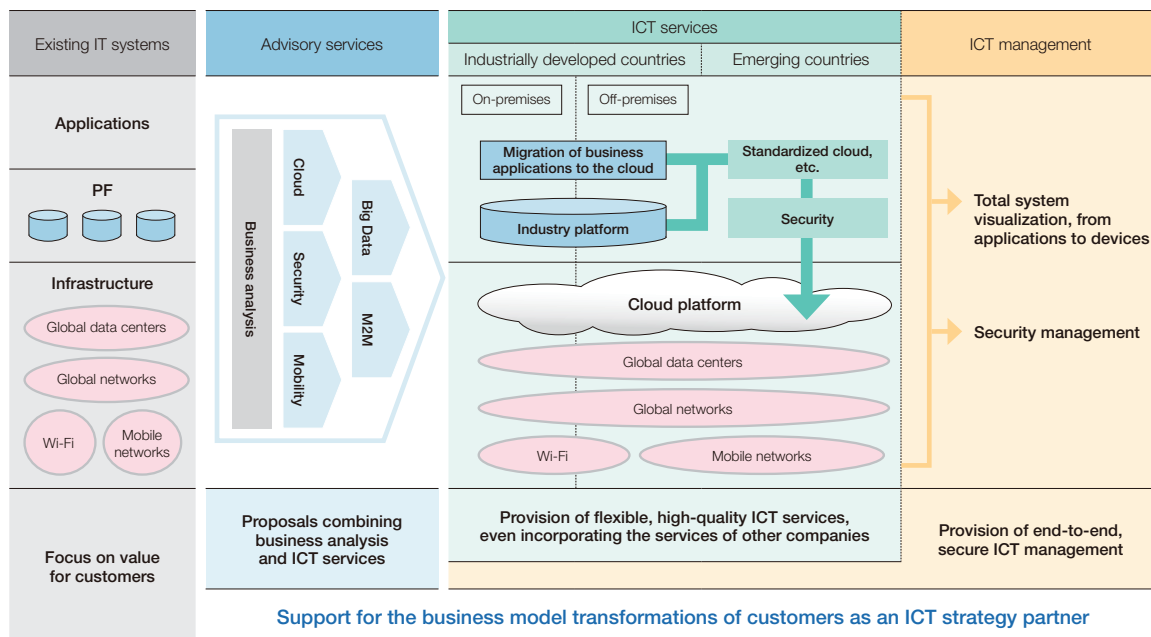 Existing IT systems
Applications
PF
Infrastructure
Global data centers
Global networks
Wi-Fi
Mobile
networks
Focus on value
for customers
Advisory services
Business analysis
Cloud
Security
Mobility
Big Data
M2M
Proposals combining
business analysis
and ICT services
ICT services
Industrially developed countries
Emerging countries
On-premises
Off-premises
Migration of business
applications to the cloud
Standardized cloud,
etc.
Industry platform
Security
Cloud platform
Global data centers
Global networks
Wi-Fi
Mobile networks
Provision of flexible, high-quality ICT services,
even incorporating the services of other companies
ICT management
Total system
visualization, from
applications to devices
Security management
Provision of end-to-end,
secure ICT management
Support for the business model transformations of customers as an ICT strategy partner